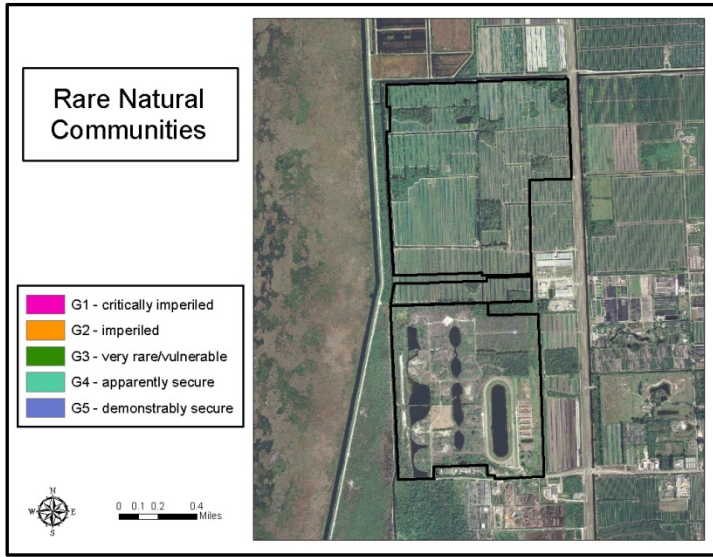 Rare Natural
Communities
G1 - critically imperiled
G2 - imperiled
G3 - very rare/vulnerable
G4 - apparently secure
G5 - demonstrably secure
N
W E
S
0 0.1 0.2 0.4
Miles